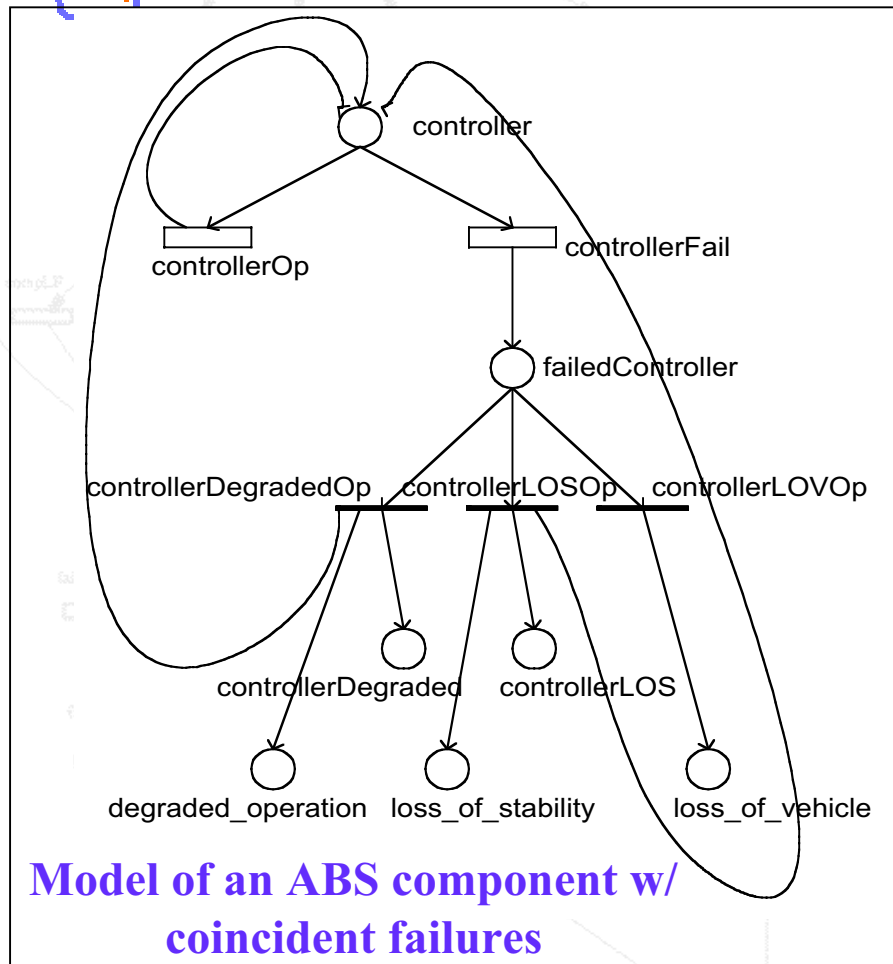 controller
controllerOp
controllerFail
failedController
controllerDegradedOp controllerLOSOp controllerLOVOp
controllerDegraded controllerLOS
degraded_operation loss_of_stability loss_of_vehicle
Model of an ABS component w/
coincident failures